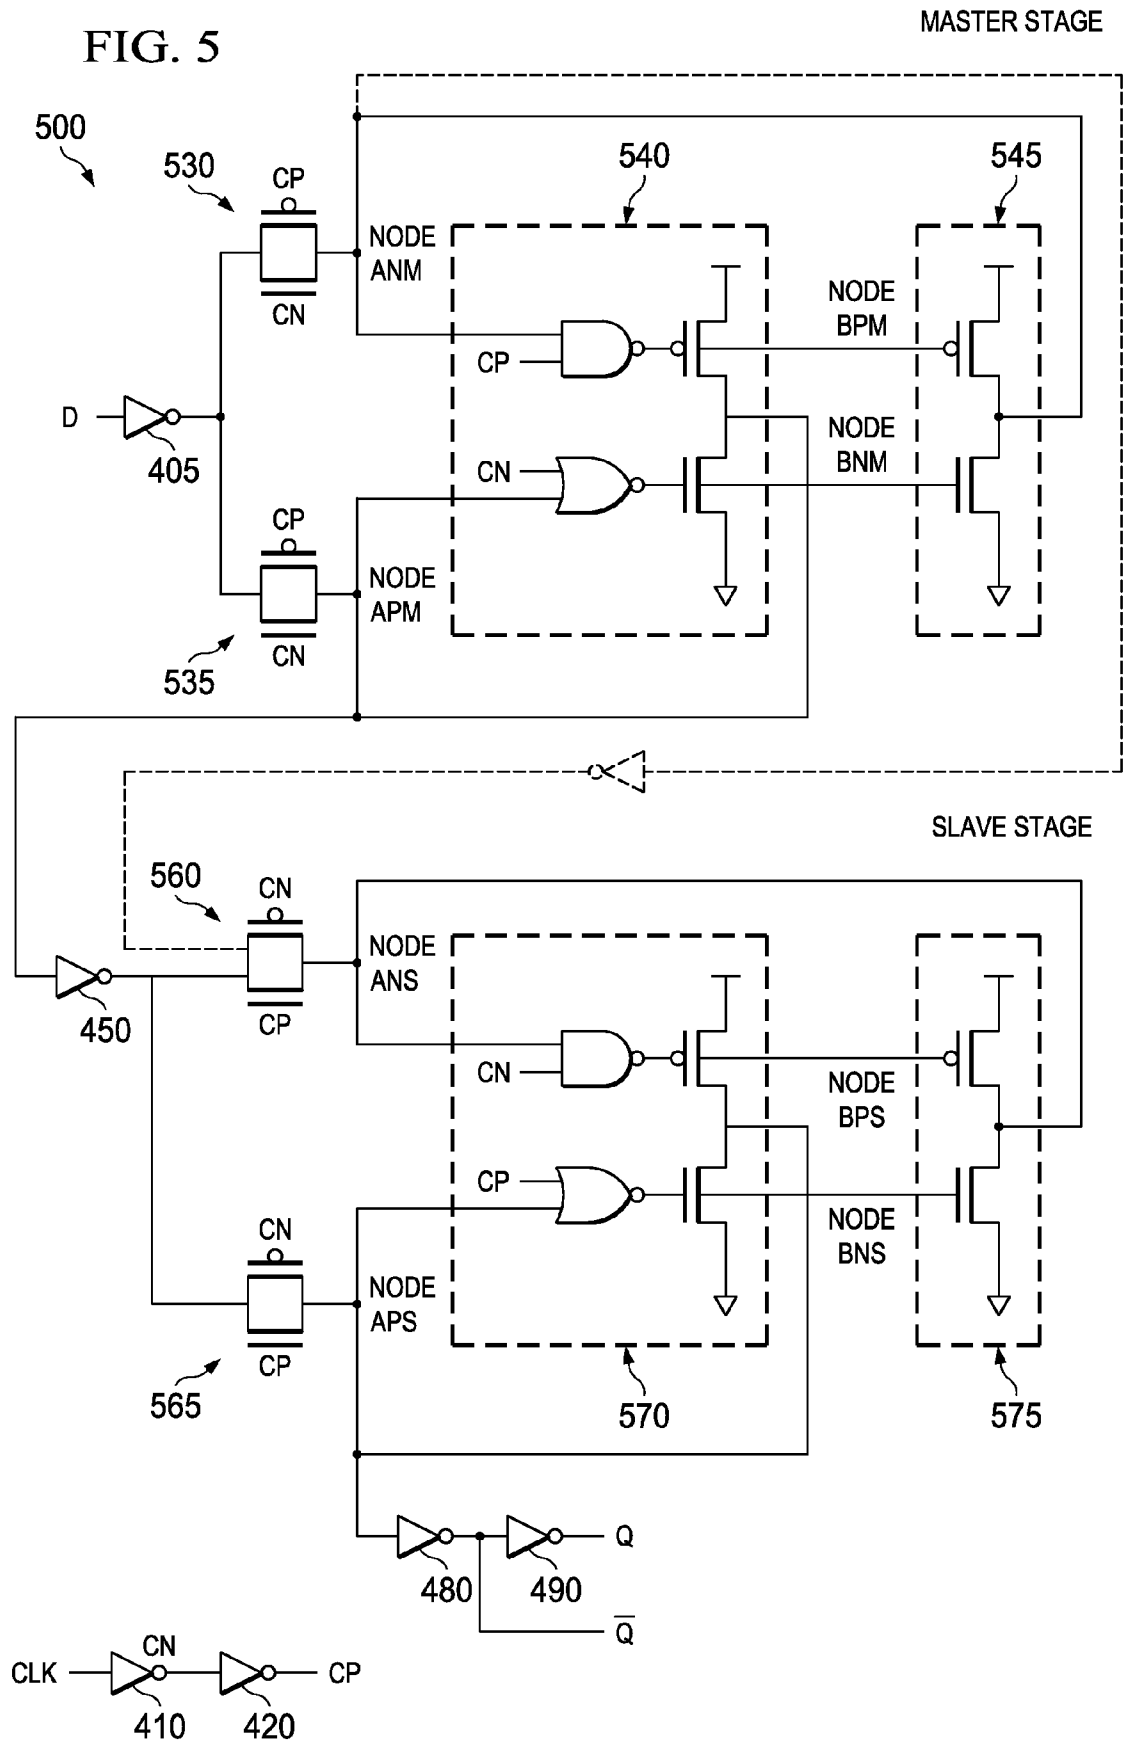 MASTER STAGE
FIG. 5
500
530
CP
540
545
NODE
ANM
CN
NODE
BPM
CP
D
405
NODE
BNM
CN
CP
NODE
APM
CN
535
SLAVE STAGE
560
CN
NODE
ANS
450
CP
CN
NODE
BPS
CP
NODE
BNS
CN
NODE
APS
CP
565
570
575
480
490
Q
Q̅
CLK
CN
CP
410
420